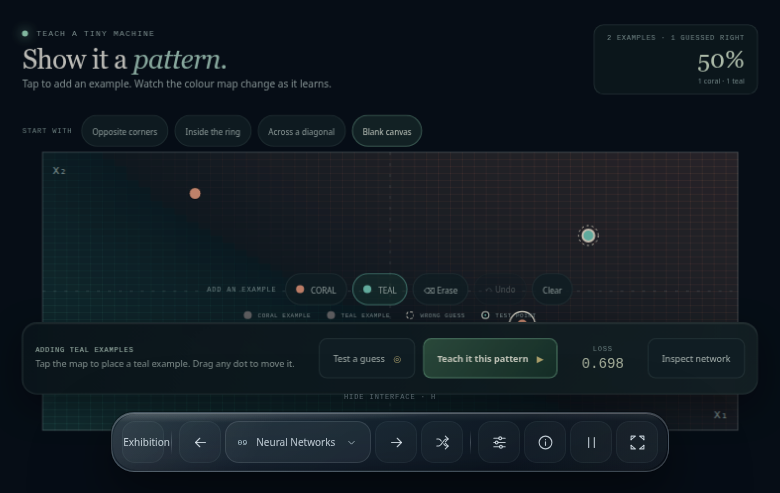 TEACH A TINY MACHINE
Show it a pattern.
Tap to add an example. Watch the colour map change as it learns.
2 EXAMPLES · 1 GUESSED RIGHT
50%
1 coral · 1 teal
START WITH
Opposite corners
Inside the ring
Across a diagonal
Blank canvas
X₂
ADD AN EXAMPLE
CORAL
TEAL
⌫ Erase
↶ Undo
Clear
CORAL EXAMPLE
TEAL EXAMPLE
WRONG GUESS
TEST POINT
ADDING TEAL EXAMPLES
Tap the map to place a teal example. Drag any dot to move it.
Test a guess ◎
Teach it this pattern ▶
LOSS
0.698
Inspect network
HIDE INTERFACE · H
X₁
Exhibition
09 Neural Networks